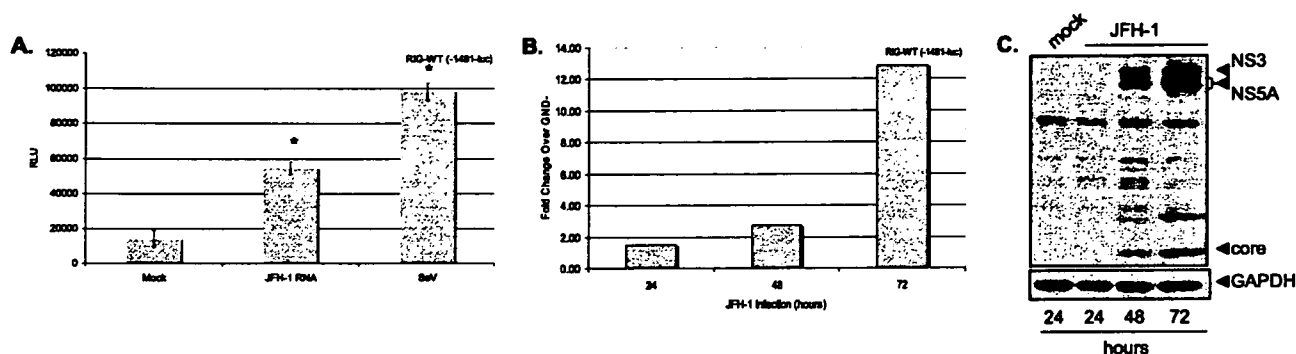 A.
120000
100000
80000
60000
40000
20000
0
RLU
RIG-WT (-1481-luc)
*
*
Mock
JFH-1 RNA
SeV
B.
14.00
12.00
10.00
8.00
6.00
4.00
2.00
0.00
Fold Change Over GND-
RIG-WT (-1481-luc)
24
48
72
JFH-1 Infection (hours)
C.
mock
JFH-1
NS3
NS5A
core
GAPDH
24 24 48 72
hours